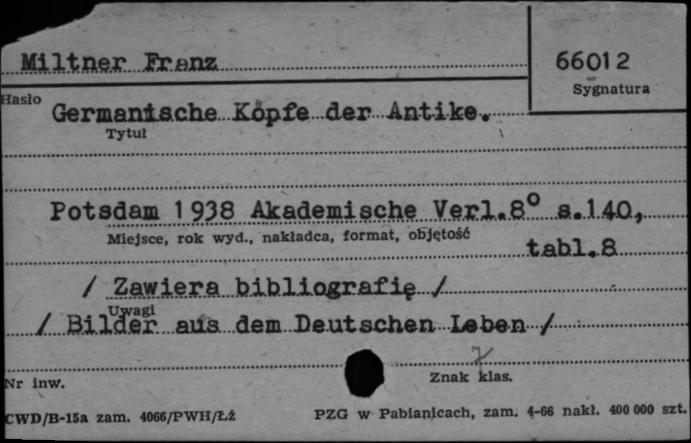 Miltner Franz
66012
Sygnatura
Hasło
Germanische Köpfe der Antike.
Tytuł
Potsdam 1938 Akademische Verl.8° s.140,
Miejsce, rok wyd., nakładca, format, objętość
tabl.8
/ Zawiera bibliografię /
Uwagi
/ Bilder aus dem Deutschen Leben /
7
Nr inw.
Znak klas.
CWD/B-15a zam. 4066/PWH/ŁŻ
PZG w Pabianicach, zam. 4-66 nakł. 400 000 szt.